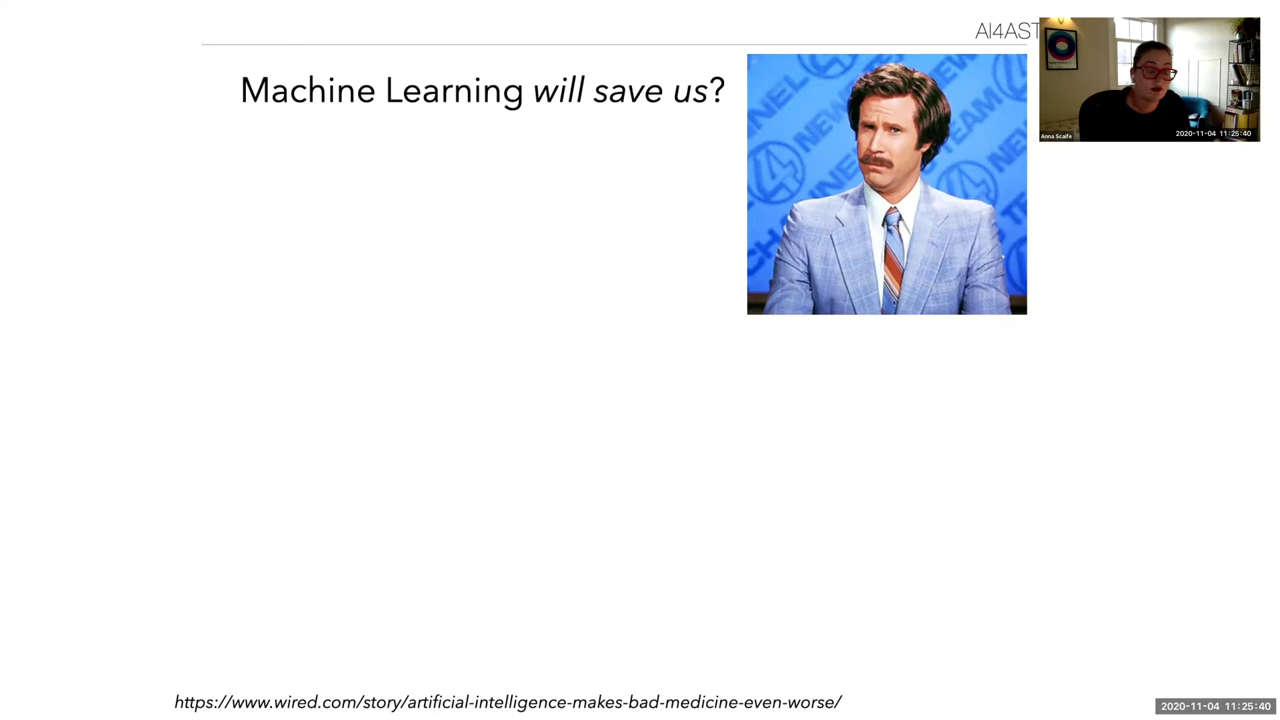 AI4AST
Machine Learning will save us?
Anna Scaife
2020-11-04 11:25:40
https://www.wired.com/story/artificial-intelligence-makes-bad-medicine-even-worse/
2020-11-04 11:25:40